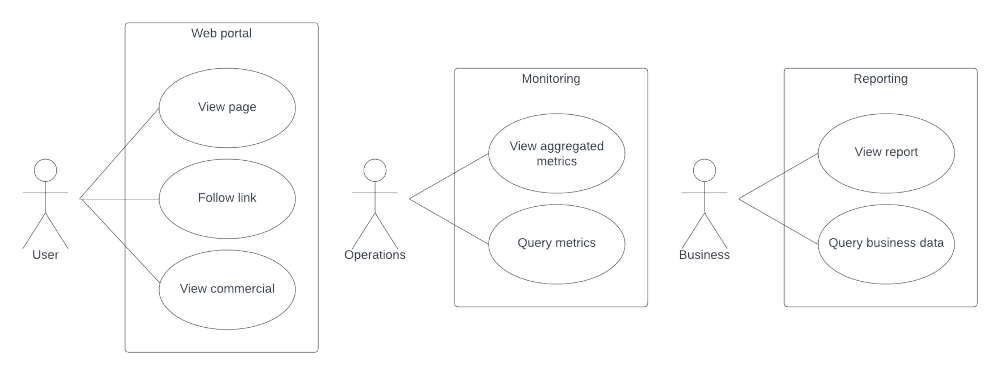 Web portal
View page
Follow link
View commercial
User
Monitoring
View aggregated
metrics
Query metrics
Operations
Reporting
View report
Query business data
Business